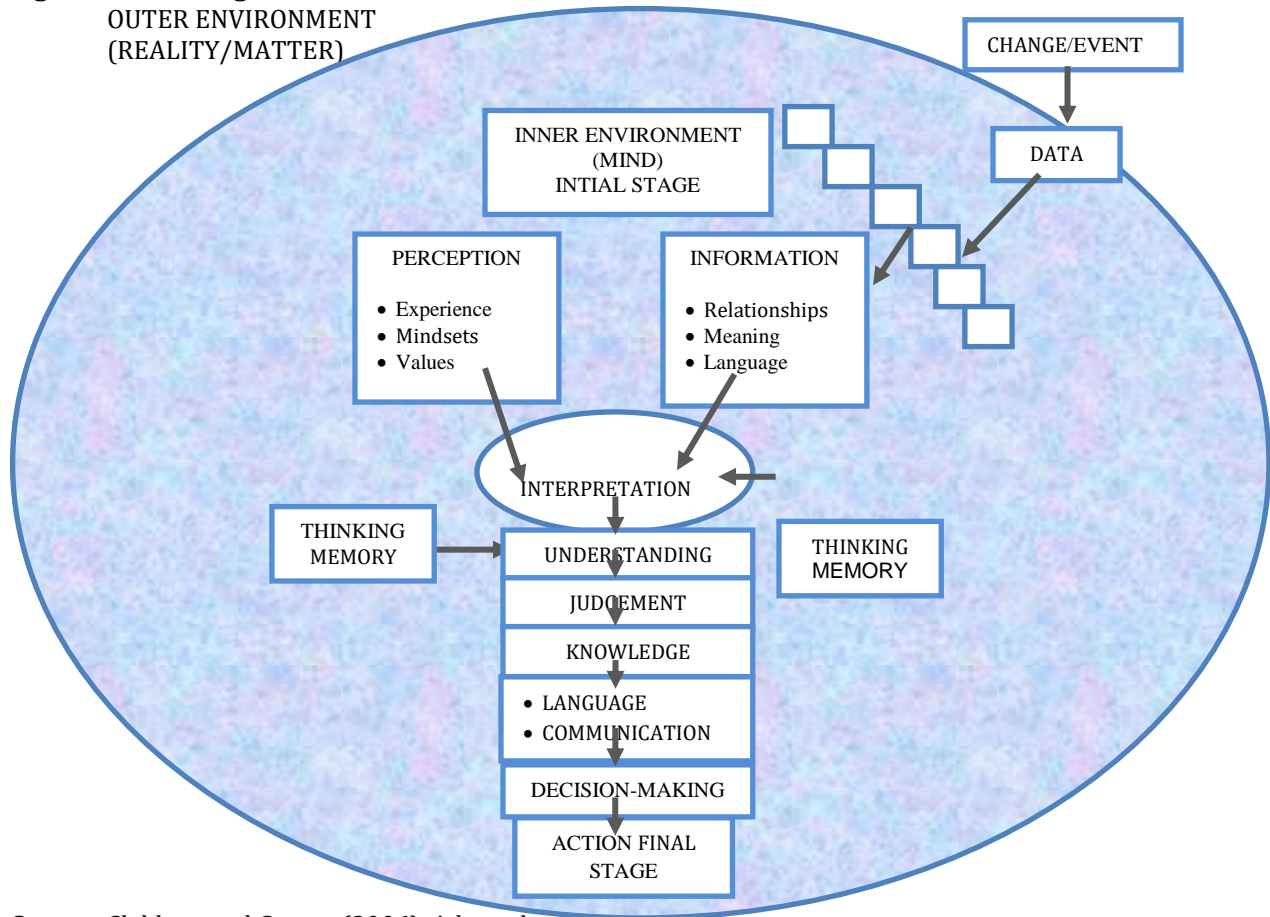 OUTER ENVIRONMENT
(REALITY/MATTER)
CHANGE/EVENT
DATA
INNER ENVIRONMENT
(MIND)
INTIAL STAGE
PERCEPTION
• Experience
• Mindsets
• Values
INFORMATION
• Relationships
• Meaning
• Language
INTERPRETATION
THINKING
MEMORY
UNDERSTANDING
THINKING
MEMORY
JUDGEMENT
KNOWLEDGE
• LANGUAGE
• COMMUNICATION
DECISION-MAKING
ACTION FINAL
STAGE